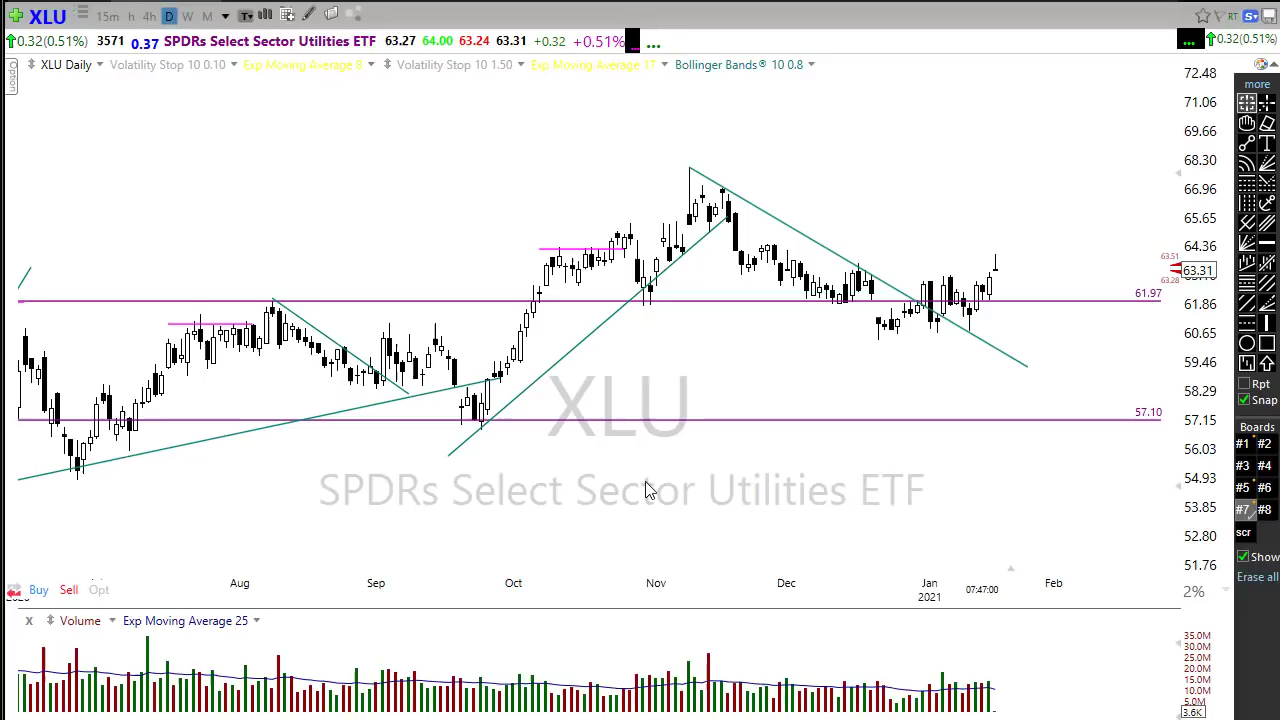 XLU 15m h 4h D W M T RT S
0.32(0.51%) 3571 0.37 SPDRs Select Sector Utilities ETF 63.27 64.00 63.24 63.31 +0.32 +0.51% ... ... 0.32(0.51%)
Option XLU Daily Volatility Stop 10 0.10 Exp Moving Average 8 Volatility Stop 10 1.50 Exp Moving Average 17 Bollinger Bands® 10 0.8
72.48
more
71.06
69.66
68.30
66.96
65.65
64.36
63.51
63.31
63.28
61.97
61.86
60.65
59.46
58.29
57.10
57.15
56.03
54.93
53.85
52.80
51.76
XLU
SPDRs Select Sector Utilities ETF
Rpt
Snap
Boards
#1 #2
#3 #4
#5 #6
#7 #8
scr
Show
Erase all
Aug Sep Oct Nov Dec Jan Feb
Buy Sell Opt 2021 07:47:00 2%
X Volume Exp Moving Average 25
35.0M
30.0M
25.0M
20.0M
15.0M
10.0M
5.0M
3.6K